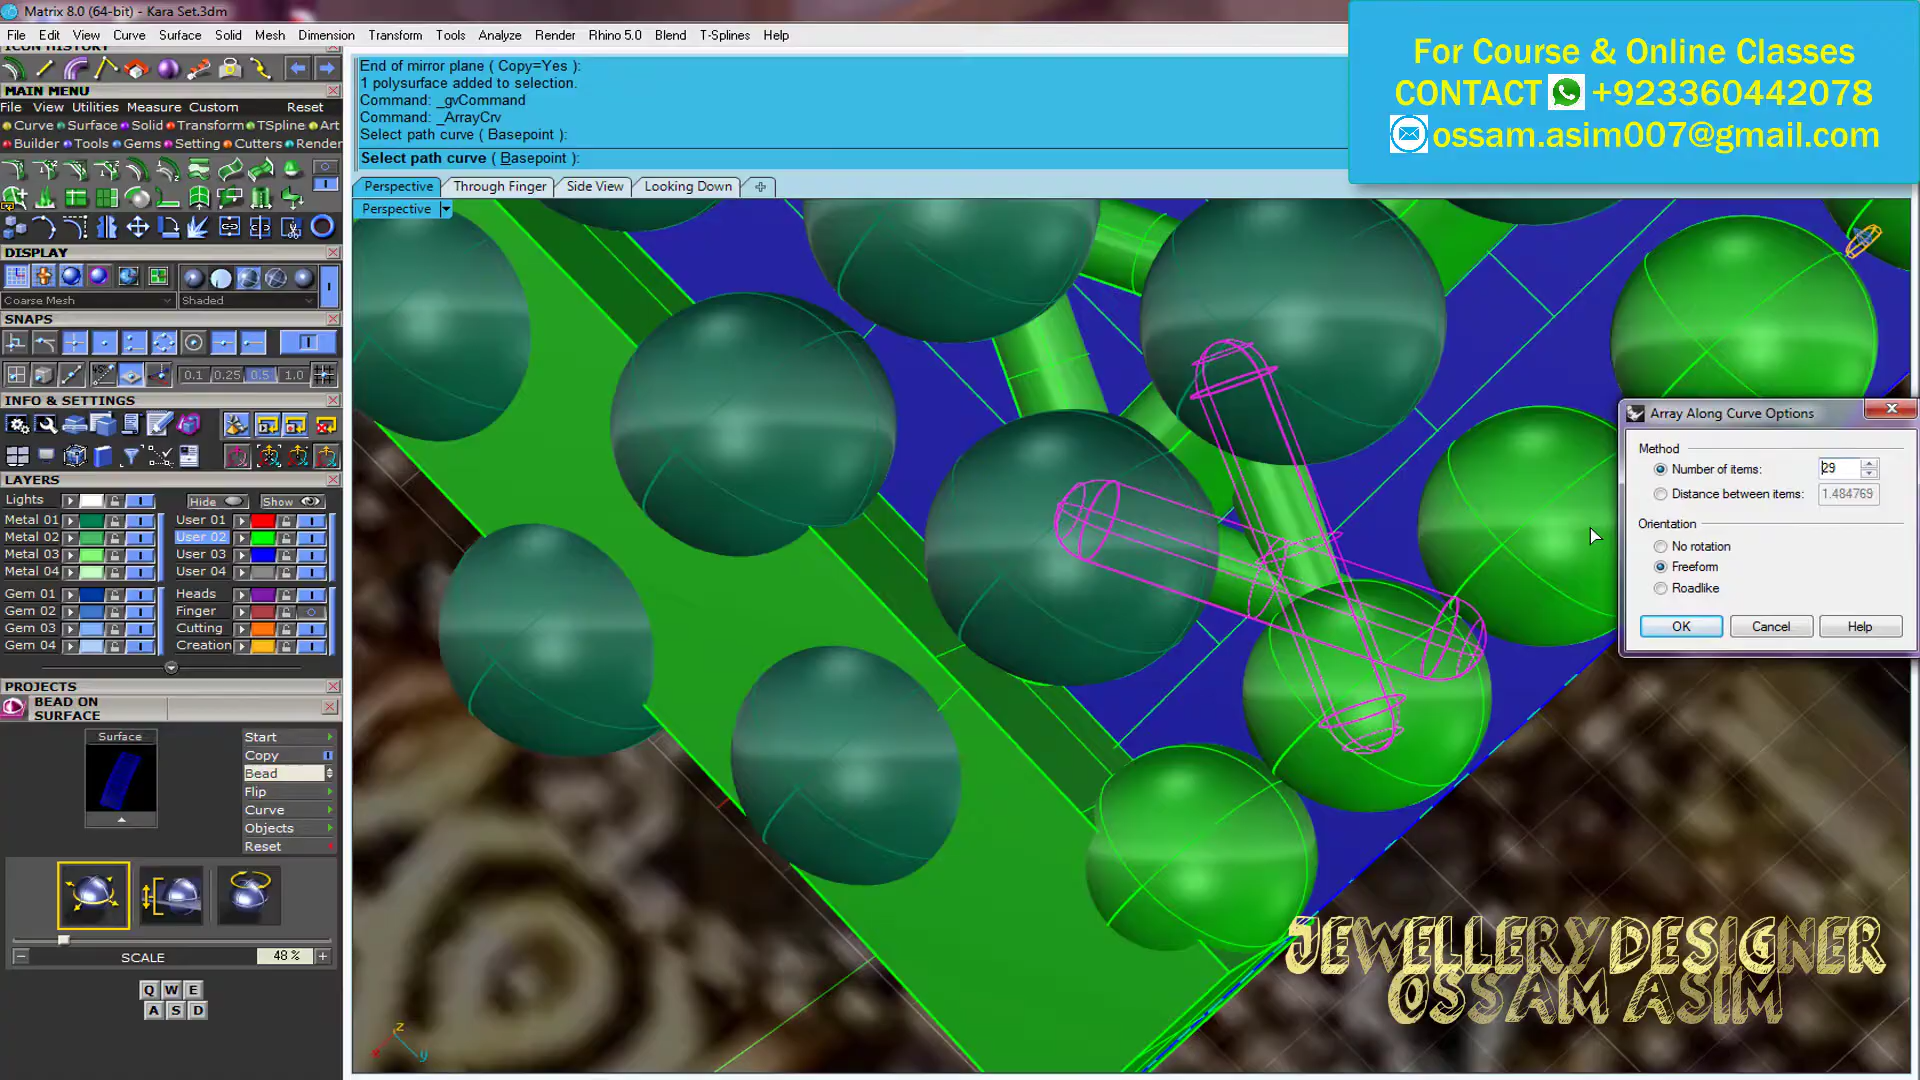 Matrix 8.0 (64-bit) - Kara Set.3dm
File Edit View Curve Surface Solid Mesh Dimension Transform Tools Analyze Render Rhino 5.0 Blend T-Splines Help
ICON HISTORY
MAIN MENU
File View Utilities Measure Custom Reset
Curve Surface Solid Transform TSpline Art
Builder Tools Gems Setting Cutters Render
DISPLAY
Coarse Mesh Shaded
SNAPS
0.1 0.25 0.5 1.0
INFO & SETTINGS
LAYERS
Lights Hide Show
Metal 01 User 01
Metal 02 User 02
Metal 03 User 03
Metal 04 User 04
Gem 01 Heads
Gem 02 Finger
Gem 03 Cutting
Gem 04 Creation
PROJECTS
BEAD ON
SURFACE
Surface
Start
Copy
Bead
Flip
Curve
Objects
Reset
SCALE 48 %
Q W E
A S D
End of mirror plane ( Copy=Yes ):
1 polysurface added to selection.
Command: _gvCommand
Command: _ArrayCrv
Select path curve ( Basepoint ):
Select path curve ( Basepoint ):
Perspective Through Finger Side View Looking Down
Perspective
For Course & Online Classes
CONTACT +923360442078
ossam.asim007@gmail.com
Array Along Curve Options
Method
Number of items: 29
Distance between items: 1.484769
Orientation
No rotation
Freeform
Roadlike
OK Cancel Help
z
x y
JEWELLERY DESIGNER
OSSAM ASIM